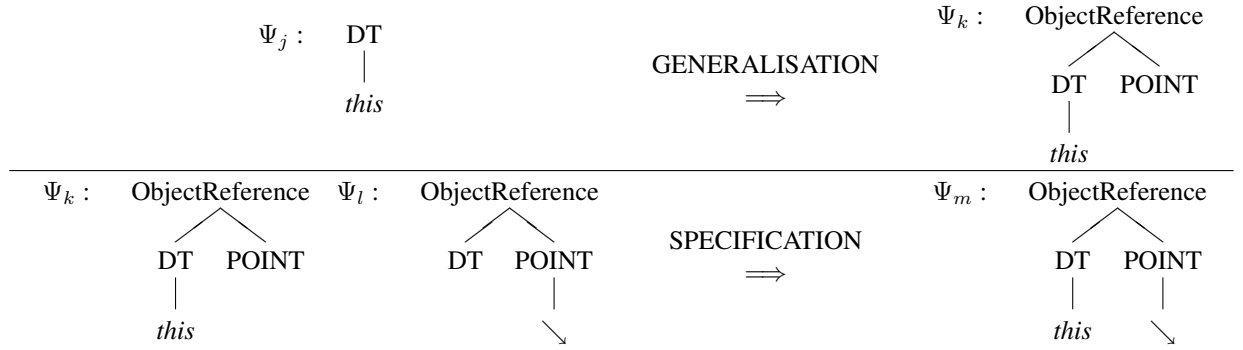 Ψj : DT Ψk : ObjectReference
GENERALISATION
⟹
DT POINT
this
this
Ψk : ObjectReference Ψl : ObjectReference Ψm : ObjectReference
SPECIFICATION
DT POINT DT POINT ⟹ DT POINT
this ↘ this ↘